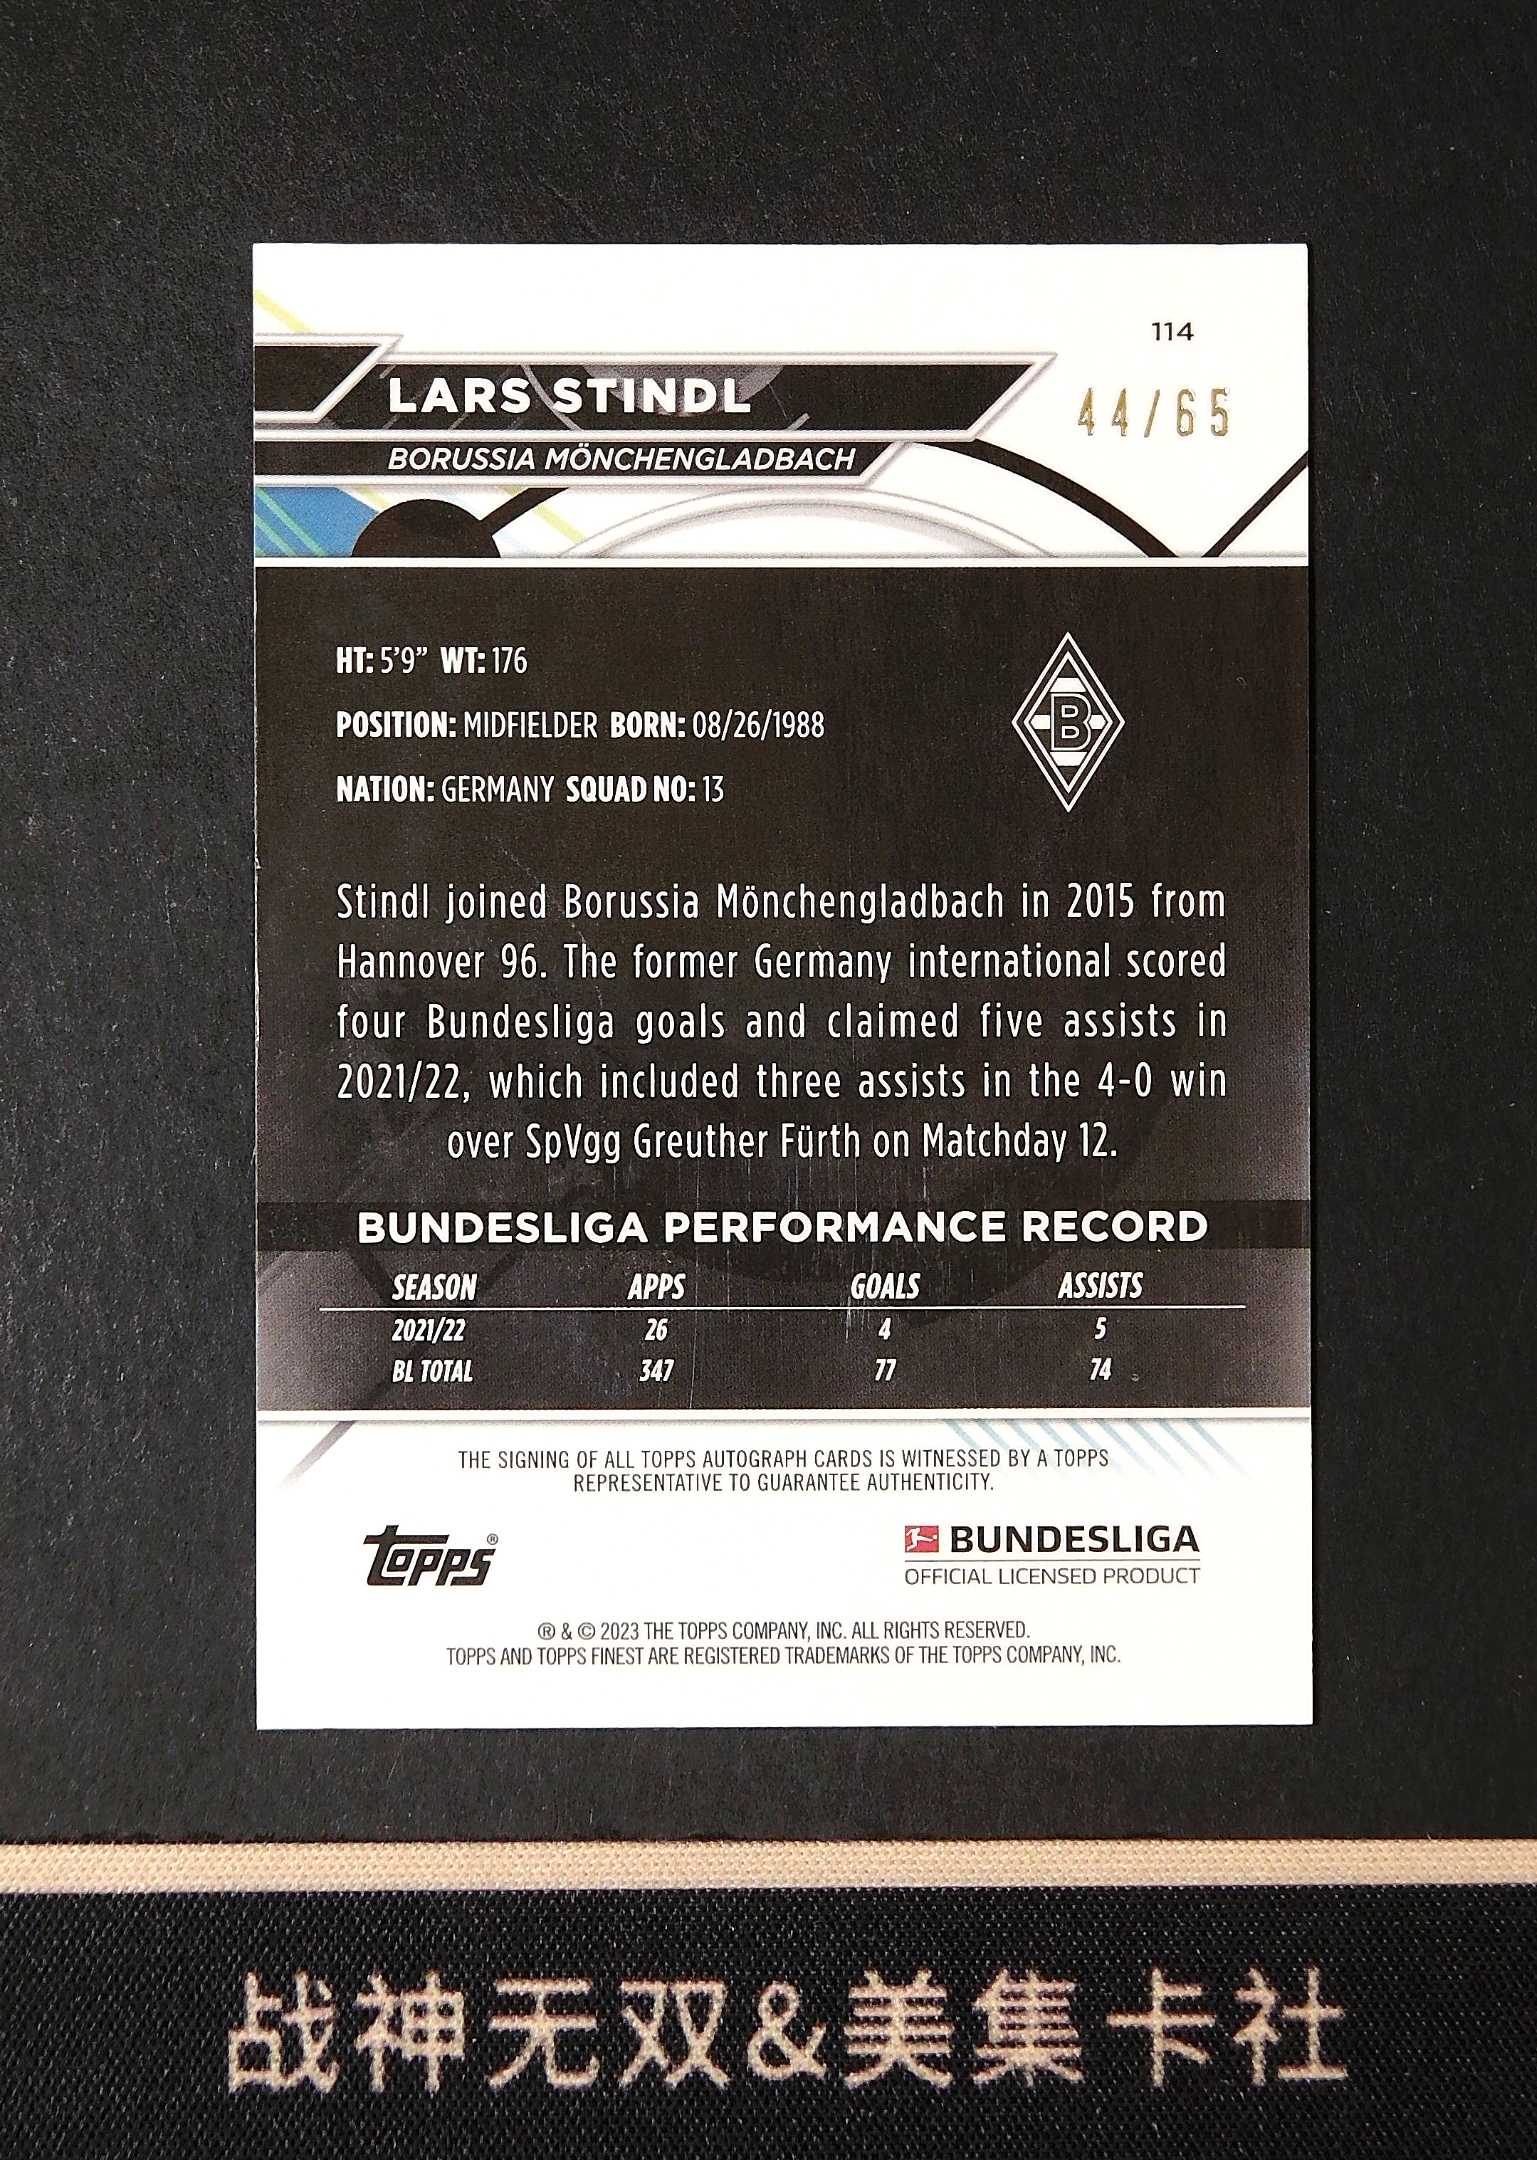 114
LARS STINDL
44/65
BORUSSIA MÖNCHENGLADBACH
HT: 5'9” WT: 176
POSITION: MIDFIELDER BORN: 08/26/1988
B
NATION: GERMANY SQUAD NO: 13
Stindl joined Borussia Mönchengladbach in 2015 from
Hannover 96. The former Germany international scored
four Bundesliga goals and claimed five assists in
2021/22, which included three assists in the 4-0 win
over SpVgg Greuther Fürth on Matchday 12.
BUNDESLIGA PERFORMANCE RECORD
SEASON APPS GOALS ASSISTS
2021/22 26 4 5
BL TOTAL 347 77 74
THE SIGNING OF ALL TOPPS AUTOGRAPH CARDS IS WITNESSED BY A TOPPS
REPRESENTATIVE TO GUARANTEE AUTHENTICITY.
Topps®
BUNDESLIGA
OFFICIAL LICENSED PRODUCT
® & © 2023 THE TOPPS COMPANY, INC. ALL RIGHTS RESERVED.
TOPPS AND TOPPS FINEST ARE REGISTERED TRADEMARKS OF THE TOPPS COMPANY, INC.
战神无双&美集卡社